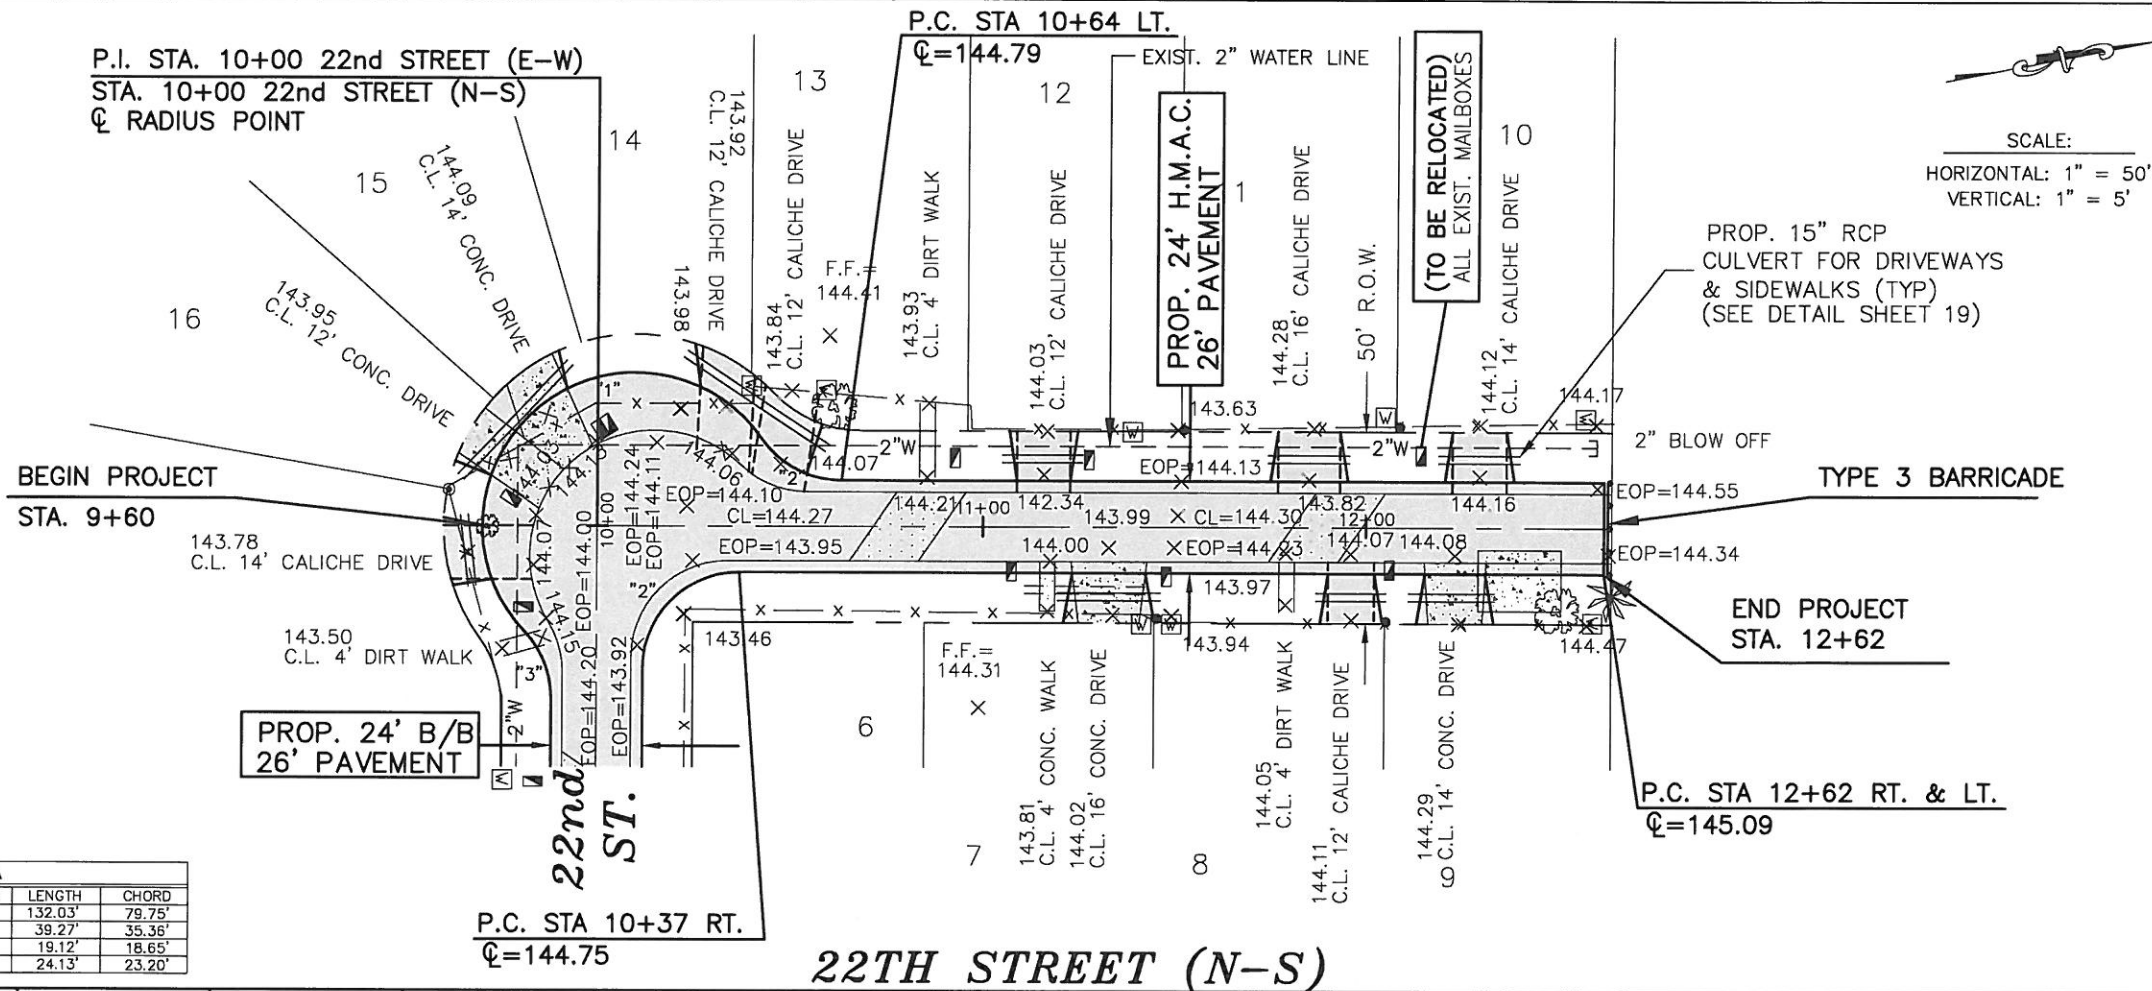 P.C. STA 10+64 LT.
℄=144.79
P.I. STA. 10+00 22nd STREET (E-W)
STA. 10+00 22nd STREET (N-S)
℄ RADIUS POINT
EXIST. 2" WATER LINE
(TO BE RELOCATED)
ALL EXIST. MAILBOXES
PROP. 24' H.M.A.C.
26' PAVEMENT
SCALE:
HORIZONTAL: 1" = 50'
VERTICAL: 1" = 5'
PROP. 15" RCP
CULVERT FOR DRIVEWAYS
& SIDEWALKS (TYP)
(SEE DETAIL SHEET 19)
16
15
14
13
12
1
10
143.95
C.L. 12' CONC. DRIVE
144.09
C.L. 14' CONC. DRIVE
143.92
C.L. 12' CALICHE DRIVE
143.98
143.84
C.L. 12' CALICHE DRIVE
F.F.=
144.41
143.93
C.L. 4' DIRT WALK
144.03
C.L. 12' CALICHE DRIVE
144.28
C.L. 16' CALICHE DRIVE
50' R.O.W.
144.12
C.L. 14' CALICHE DRIVE
144.17
143.63
2" BLOW OFF
TYPE 3 BARRICADE
BEGIN PROJECT
STA. 9+60
143.78
C.L. 14' CALICHE DRIVE
143.50
C.L. 4' DIRT WALK
"1"
"2"
2"W
2"W
144.07
144.03
144.13
144.06
EOP=144.24
EOP=144.11
EOP=144.10
CL=144.27
EOP=143.95
144.21
11+00
142.34
143.99
EOP=144.13
CL=144.30
143.82
12+00
144.16
EOP=144.55
EOP=144.34
144.00
EOP=144.23
144.07
144.08
143.97
10+00
EOP=144.00
144.07
144.15
"2"
"3"
2"W
EOP=144.20
EOP=143.92
143.46
143.94
144.47
END PROJECT
STA. 12+62
PROP. 24' B/B
26' PAVEMENT
22nd
ST.
F.F.=
144.31
6
7
8
9
143.81
C.L. 4' CONC. WALK
144.02
C.L. 16' CONC. DRIVE
144.05
C.L. 4' DIRT WALK
144.11
C.L. 12' CALICHE DRIVE
144.29
C.L. 14' CONC. DRIVE
P.C. STA 12+62 RT. & LT.
℄=145.09
P.C. STA 10+37 RT.
℄=144.75
LENGTH CHORD
132.03' 79.75'
39.27' 35.36'
19.12' 18.65'
24.13' 23.20'
22TH STREET (N-S)